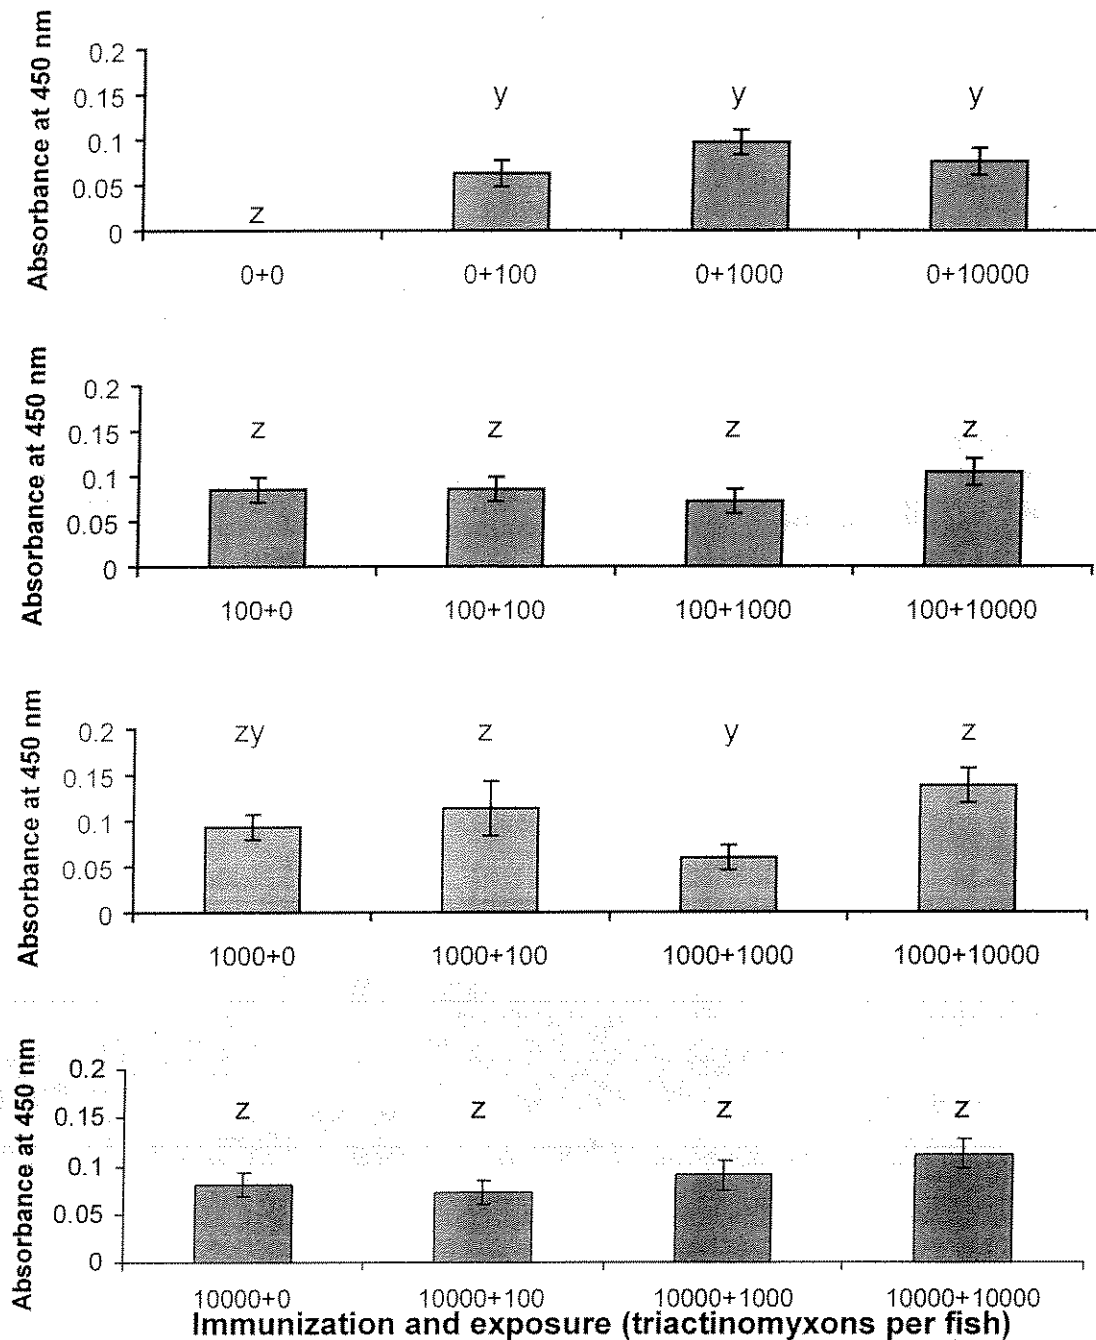 Absorbance at 450 nm
0.2
0.15
0.1
0.05
0
z
y
y
y
0+0
0+100
0+1000
0+10000
Absorbance at 450 nm
0.2
0.15
0.1
0.05
0
z
z
z
z
100+0
100+100
100+1000
100+10000
Absorbance at 450 nm
0.2
0.15
0.1
0.05
0
zy
z
y
z
1000+0
1000+100
1000+1000
1000+10000
Absorbance at 450 nm
0.2
0.15
0.1
0.05
0
z
z
z
z
10000+0
10000+100
10000+1000
10000+10000
Immunization and exposure (triactinomyxons per fish)